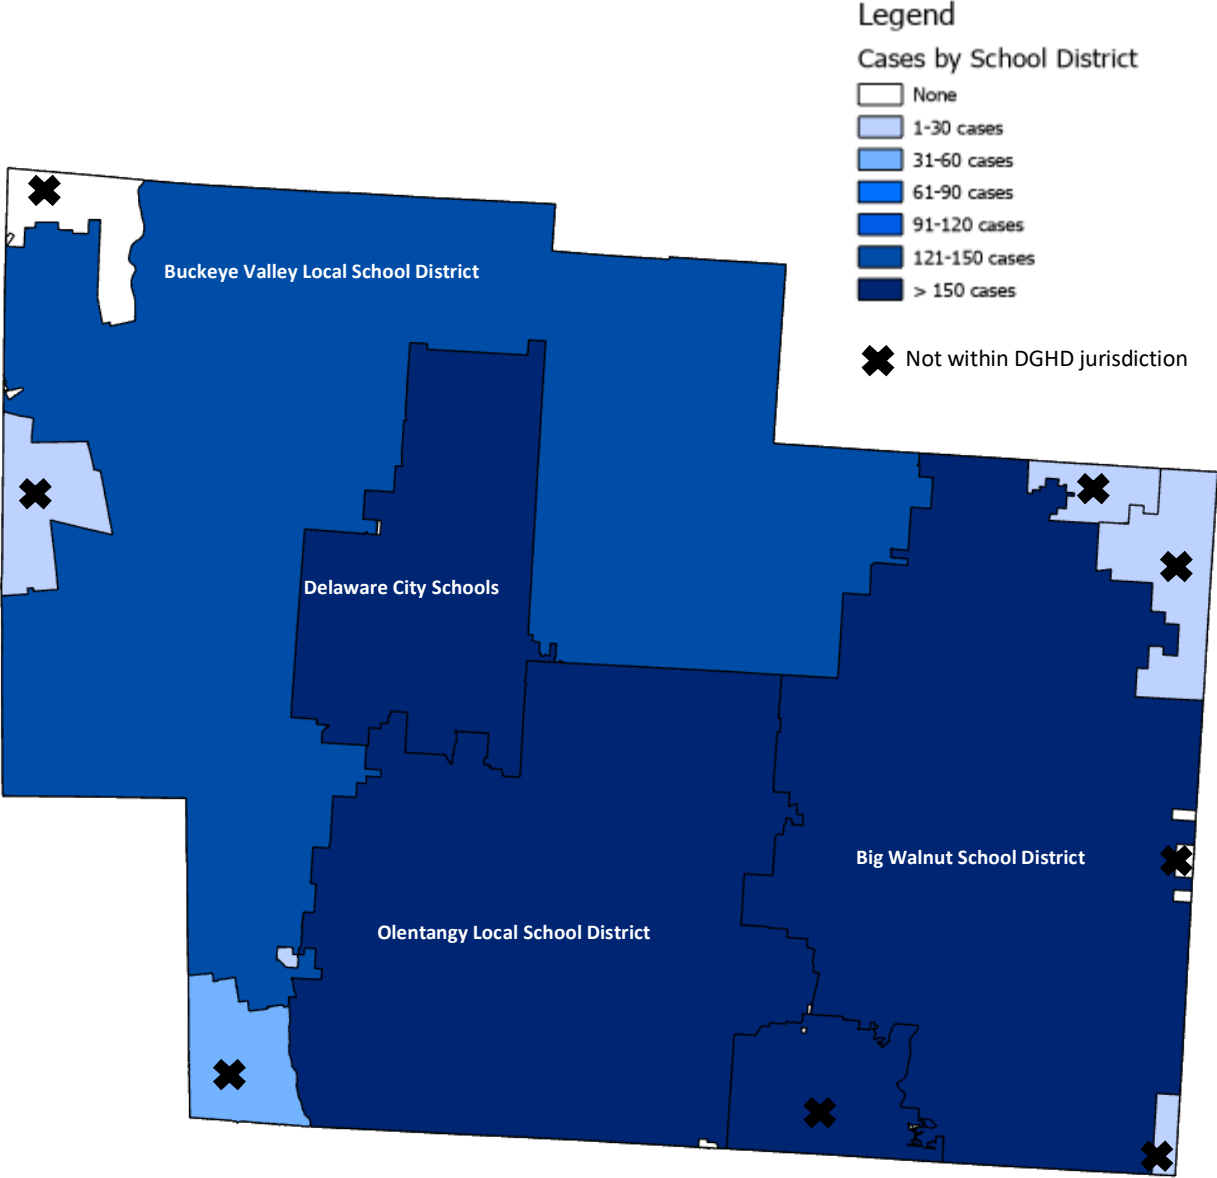 Legend
Cases by School District
None
1-30 cases
31-60 cases
61-90 cases
91-120 cases
121-150 cases
> 150 cases
Not within DGHD jurisdiction
Buckeye Valley Local School District
Delaware City Schools
Big Walnut School District
Olentangy Local School District